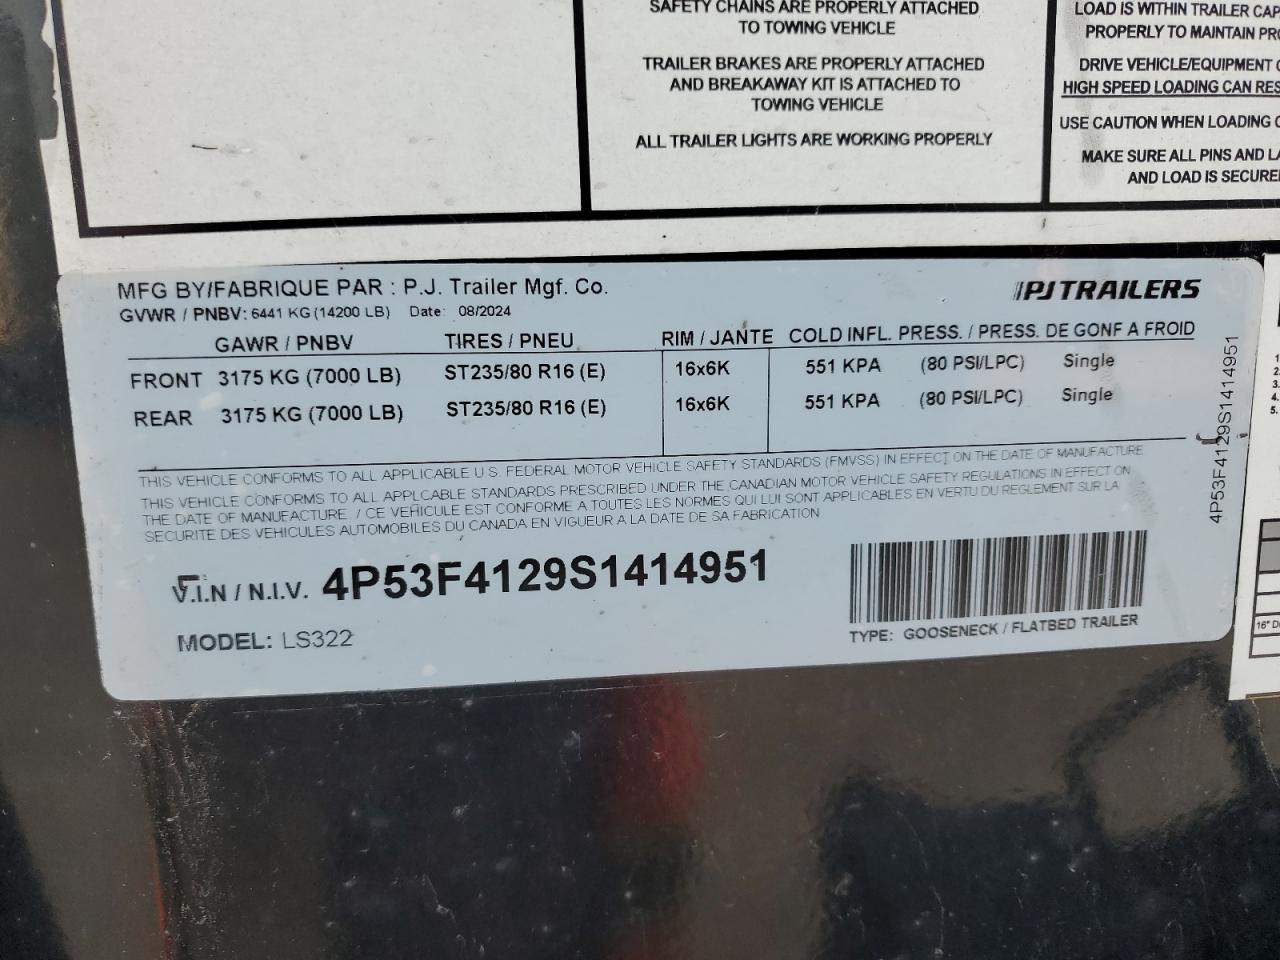 SAFETY CHAINS ARE PROPERLY ATTACHED
TO TOWING VEHICLE
TRAILER BRAKES ARE PROPERLY ATTACHED
AND BREAKAWAY KIT IS ATTACHED TO
TOWING VEHICLE
ALL TRAILER LIGHTS ARE WORKING PROPERLY
LOAD IS WITHIN TRAILER CAP
PROPERLY TO MAINTAIN PRO
DRIVE VEHICLE/EQUIPMENT
HIGH SPEED LOADING CAN RES
USE CAUTION WHEN LOADING
MAKE SURE ALL PINS AND LA
AND LOAD IS SECURE
MFG BY/FABRIQUE PAR : P.J. Trailer Mgf. Co.
PJ TRAILERS
GVWR / PNBV: 6441 KG (14200 LB) Date: 08/2024
GAWR / PNBV TIRES / PNEU RIM / JANTE COLD INFL. PRESS. / PRESS. DE GONF A FROID
FRONT 3175 KG (7000 LB) ST235/80 R16 (E) 16x6K 551 KPA (80 PSI/LPC) Single
REAR 3175 KG (7000 LB) ST235/80 R16 (E) 16x6K 551 KPA (80 PSI/LPC) Single
THIS VEHICLE CONFORMS TO ALL APPLICABLE U.S. FEDERAL MOTOR VEHICLE SAFETY STANDARDS (FMVSS) IN EFFECT ON THE DATE OF MANUFACTURE
THIS VEHICLE CONFORMS TO ALL APPLCABLE STANDARDS PRESCRIBED UNDER THE CANADIAN MOTOR VEHICLE SAFETY REGULATIONS IN EFFECT ON
THE DATE OF MANUFACTURE / CE VEHICULE EST CONFORME A TOUTES LES NORMES QUI LUI SONT APPLICABLES EN VERTU DU REGLEMENT SUR LA
SECURITE DES VEHICULES AUTOMOBILES DU CANADA EN VIGUEUR A LA DATE DE SA FABRICATION
V.I.N / N.I.V. 4P53F4129S1414951
MODEL: LS322
TYPE: GOOSENECK / FLATBED TRAILER
4P53F4129S1414951
1.
2.
3.
4.
5.
16" D